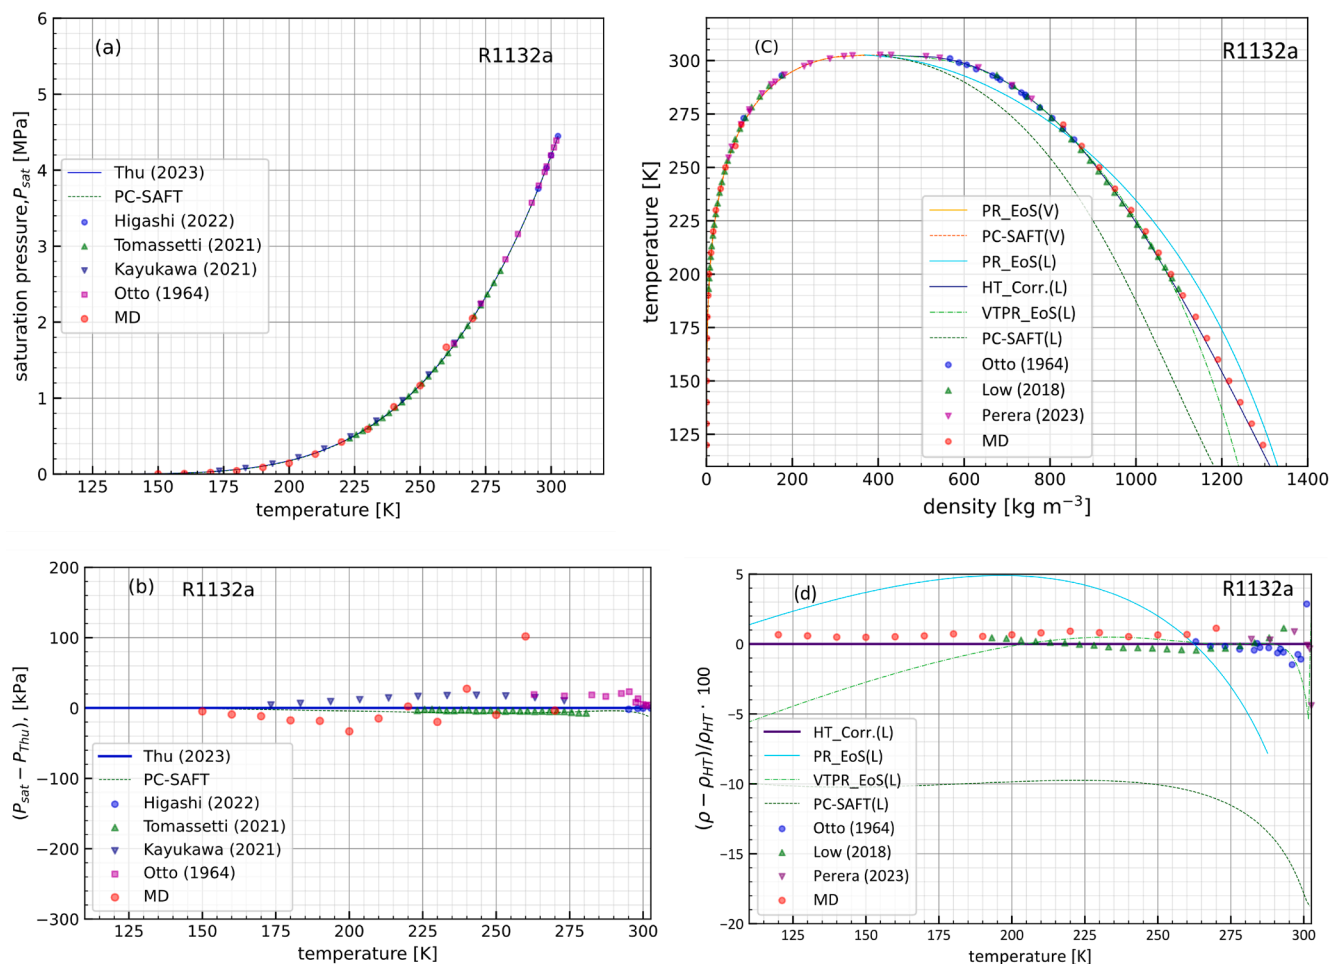 (a)
R1132a
saturation pressure, P_sat [MPa]
6
5
4
3
2
1
0
Thu (2023)
PC-SAFT
Higashi (2022)
Tomassetti (2021)
Kayukawa (2021)
Otto (1964)
MD
125 150 175 200 225 250 275 300
temperature [K]
(C)
R1132a
temperature [K]
300
275
250
225
200
175
150
125
PR_EoS(V)
PC-SAFT(V)
PR_EoS(L)
HT_Corr.(L)
VTPR_EoS(L)
PC-SAFT(L)
Otto (1964)
Low (2018)
Perera (2023)
MD
0 200 400 600 800 1000 1200 1400
density [kg m⁻³]
(b)
R1132a
(P_sat − P_Thu), [kPa]
200
100
0
−100
−200
−300
Thu (2023)
PC-SAFT
Higashi (2022)
Tomassetti (2021)
Kayukawa (2021)
Otto (1964)
MD
125 150 175 200 225 250 275 300
temperature [K]
(d)
R1132a
(ρ − ρ_HT)/ρ_HT · 100
5
0
−5
−10
−15
−20
HT_Corr.(L)
PR_EoS(L)
VTPR_EoS(L)
PC-SAFT(L)
Otto (1964)
Low (2018)
Perera (2023)
MD
125 150 175 200 225 250 275 300
temperature [K]